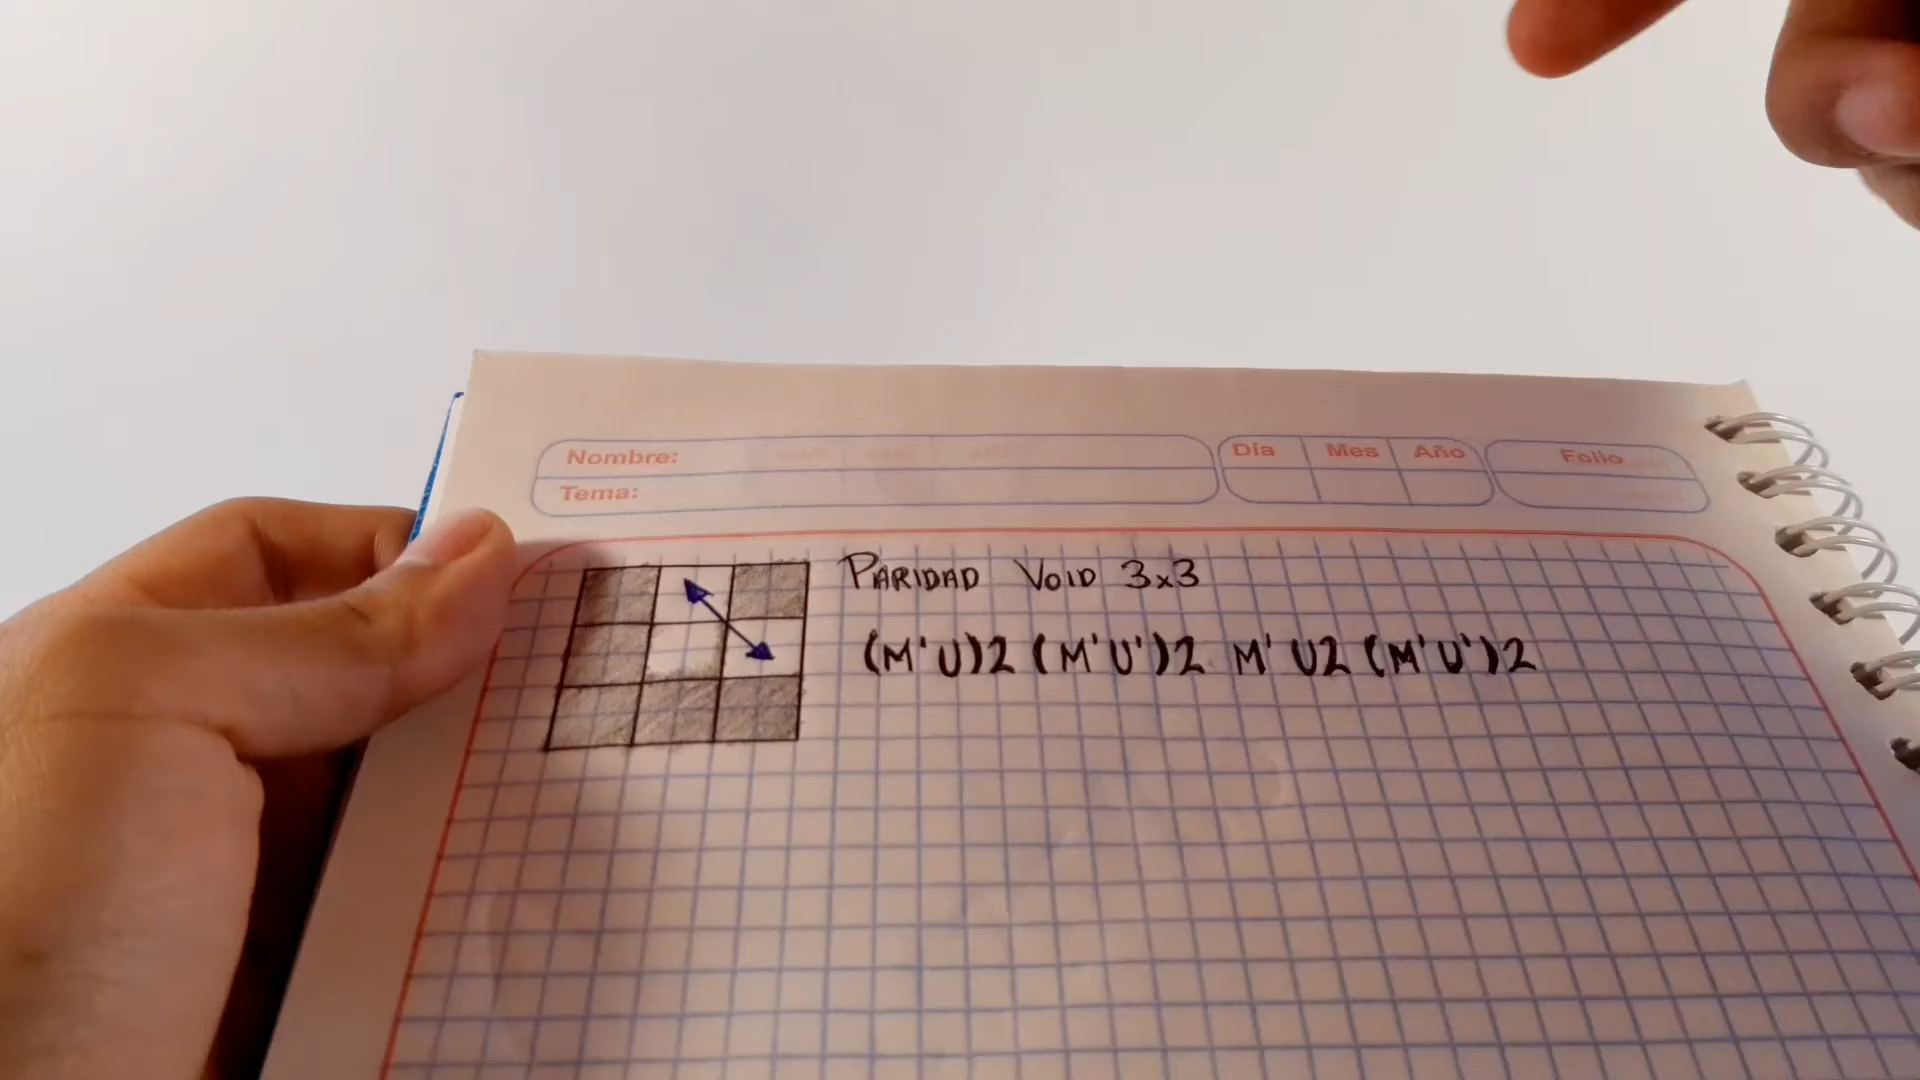 Nombre: Día Mes Año Folio
Tema:
PARIDAD VOID 3x3
(M'U)2 (M'U')2 M' U2 (M'U')2